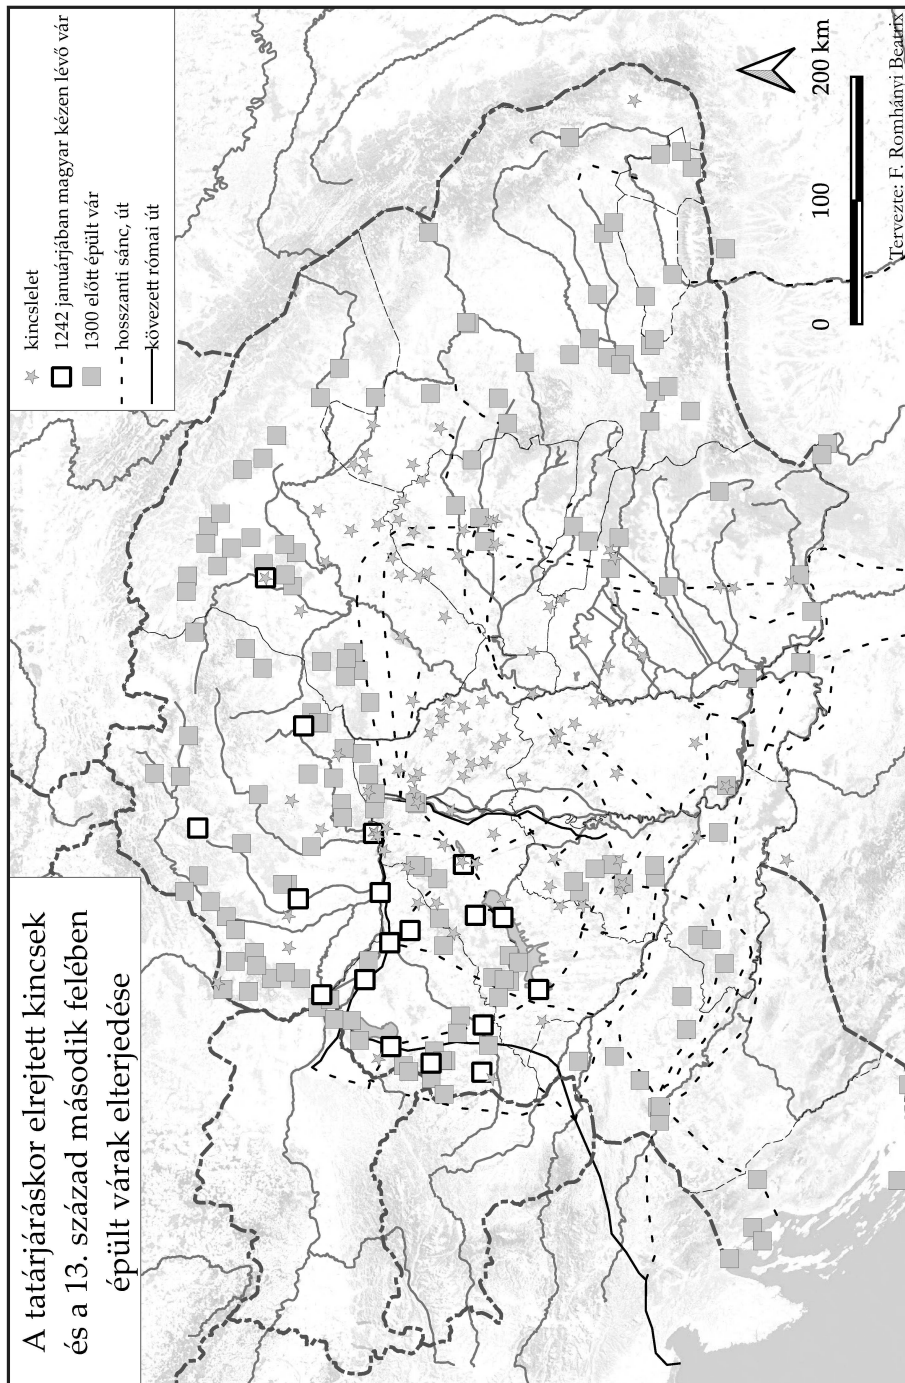 A tatárjáráskor elrejtett kincsek
és a 13. század második felében
épült várak elterjedése
kincslelet
1242 januárjában magyar kézen lévő vár
1300 előtt épült vár
hosszanti sánc, út
kövezett római út
0 100 200 km
Tervezte: F. Romhányi Beatrix